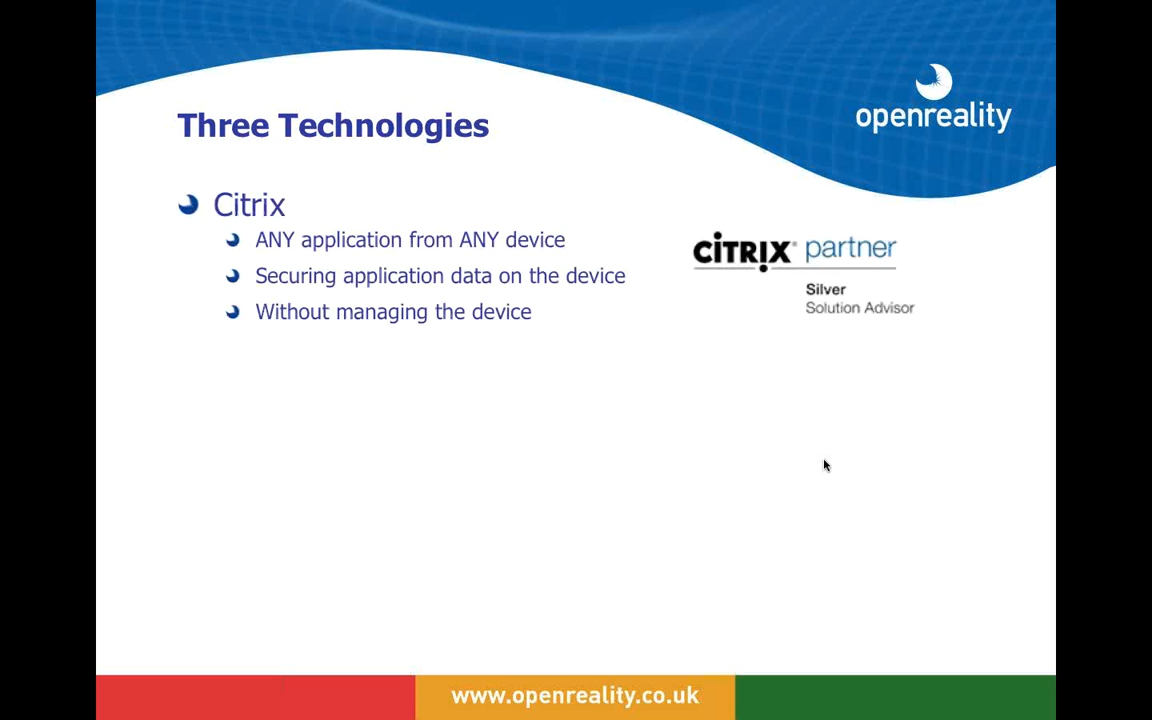 openreality
Three Technologies
Citrix
ANY application from ANY device
Securing application data on the device
Without managing the device
CITRIX® partner
Silver
Solution Advisor
www.openreality.co.uk